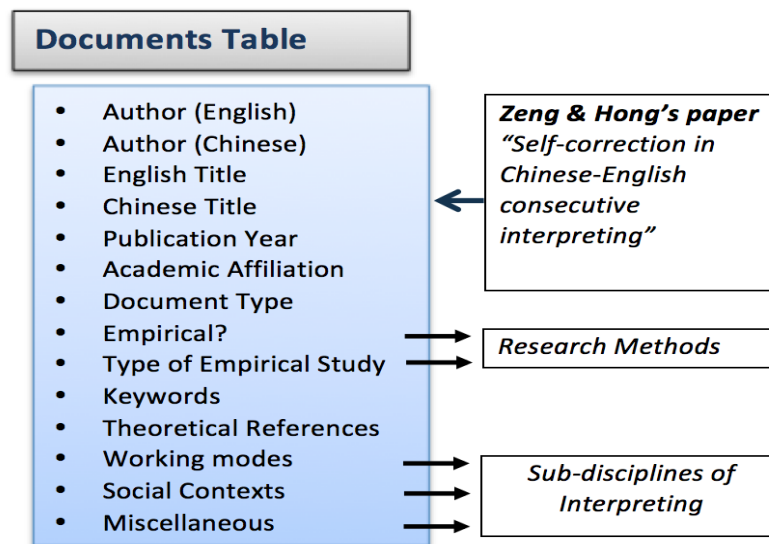 Documents Table
• Author (English)
• Author (Chinese)
• English Title
• Chinese Title
• Publication Year
• Academic Affiliation
• Document Type
• Empirical?
• Type of Empirical Study
• Keywords
• Theoretical References
• Working modes
• Social Contexts
• Miscellaneous
Zeng & Hong’s paper
“Self-correction in
Chinese-English
consecutive
interpreting”
Research Methods
Sub-disciplines of
Interpreting